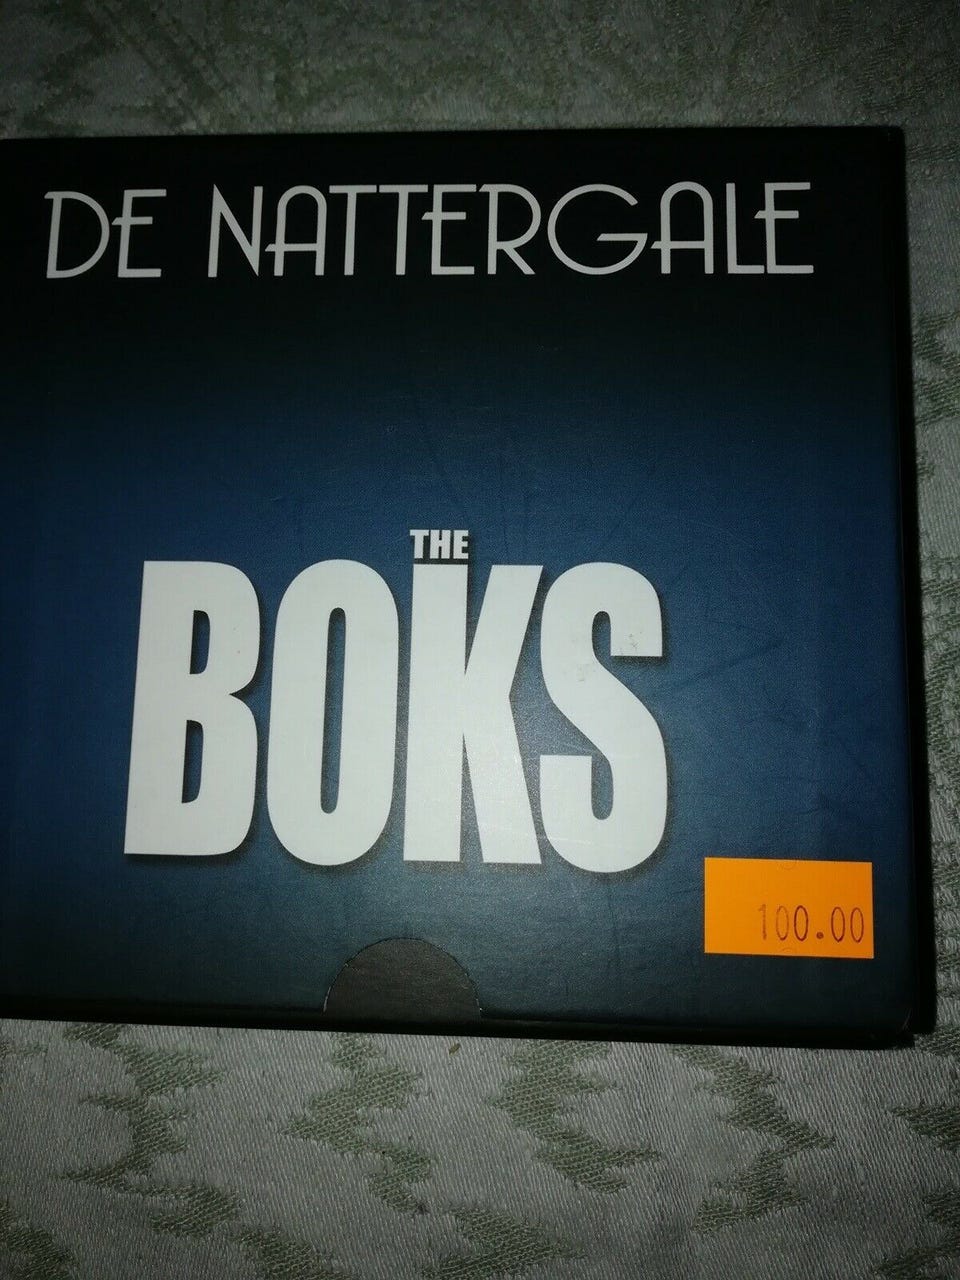 DE NATTERGALE
THE
BOKS
100.00